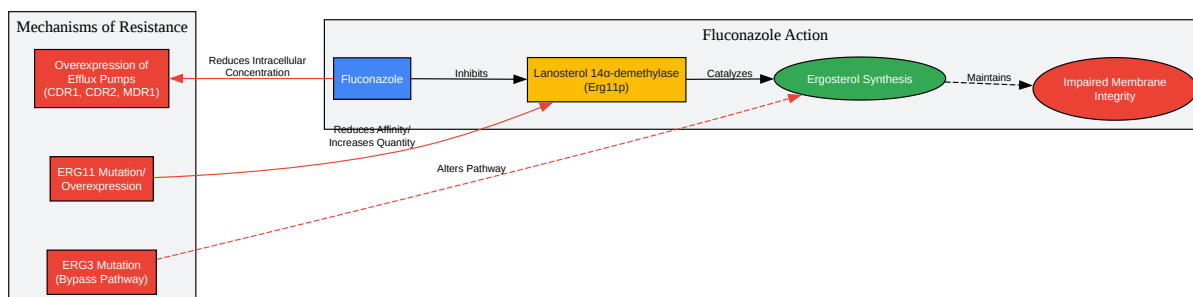 Mechanisms of Resistance
Fluconazole Action
Overexpression of
Efflux Pumps
(CDR1, CDR2, MDR1)
Reduces Intracellular
Concentration
Fluconazole
Inhibits
Lanosterol 14α-demethylase
(Erg11p)
Catalyzes
Ergosterol Synthesis
Maintains
Impaired Membrane
Integrity
Reduces Affinity/
Increases Quantity
ERG11 Mutation/
Overexpression
Alters Pathway
ERG3 Mutation
(Bypass Pathway)